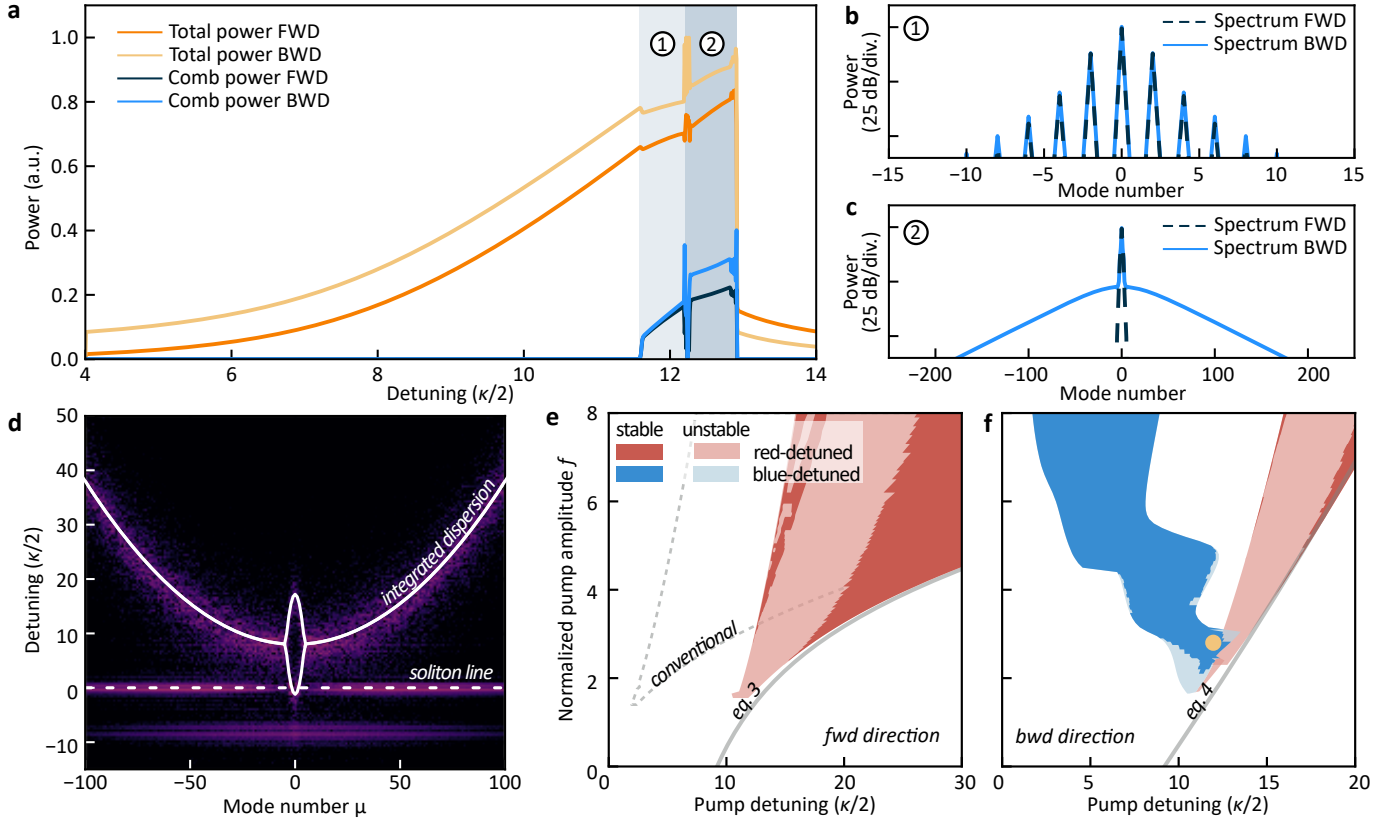 a
Total power FWD
Total power BWD
Comb power FWD
Comb power BWD
1
2
Power (a.u.)
1.0
0.8
0.6
0.4
0.2
0.0
4
6
8
10
12
14
Detuning (κ/2)
b
1
Spectrum FWD
Spectrum BWD
Power
(25 dB/div.)
−15
−10
−5
0
5
10
15
Mode number
c
2
Spectrum FWD
Spectrum BWD
Power
(25 dB/div.)
−200
−100
0
100
200
Mode number
d
50
40
30
20
10
0
−10
Detuning (κ/2)
integrated dispersion
soliton line
−100
−50
0
50
100
Mode number μ
e
stable
unstable
red-detuned
blue-detuned
8
6
4
2
0
Normalized pump amplitude f
conventional
eq. 3
fwd direction
0
10
20
30
Pump detuning (κ/2)
f
eq. 4
bwd direction
0
5
10
15
20
Pump detuning (κ/2)